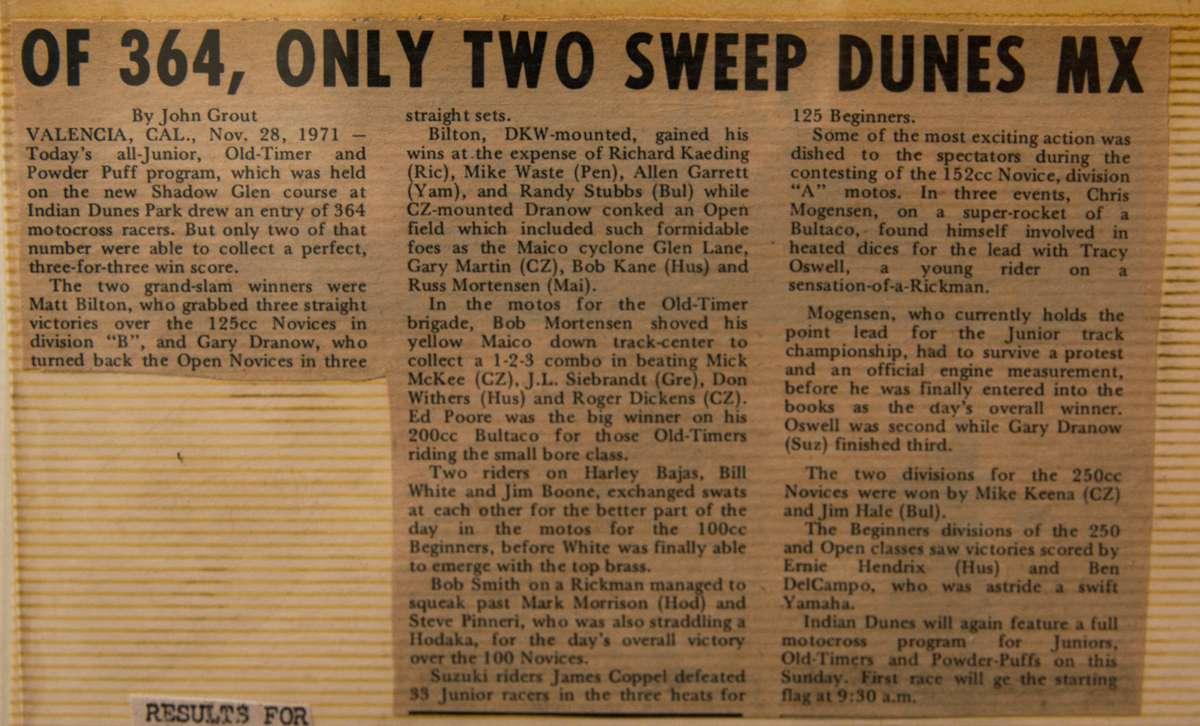 OF 364, ONLY TWO SWEEP DUNES MX
By John Grout
VALENCIA, CAL., Nov. 28, 1971 —
Today's all-Junior, Old-Timer and
Powder Puff program, which was held
on the new Shadow Glen course at
Indian Dunes Park drew an entry of 364
motocross racers. But only two of that
number were able to collect a perfect,
three-for-three win score.
The two grand-slam winners were
Matt Bilton, who grabbed three straight
victories over the 125cc Novices in
division "B", and Gary Dranow, who
turned back the Open Novices in three
straight sets.
Bilton, DKW-mounted, gained his
wins at the expense of Richard Kaeding
(Ric), Mike Waste (Pen), Allen Garrett
(Yam), and Randy Stubbs (Bul) while
CZ-mounted Dranow conked an Open
field which included such formidable
foes as the Maico cyclone Glen Lane,
Gary Martin (CZ), Bob Kane (Hus) and
Russ Mortensen (Mai).
In the motos for the Old-Timer
brigade, Bob Mortensen shoved his
yellow Maico down track-center to
collect a 1-2-3 combo in beating Mick
McKee (CZ), J.L. Siebrandt (Gre), Don
Withers (Hus) and Roger Dickens (CZ).
Ed Poore was the big winner on his
200cc Bultaco for those Old-Timers
riding the small bore class.
Two riders on Harley Bajas, Bill
White and Jim Boone, exchanged swats
at each other for the better part of the
day in the motos for the 100cc
Beginners, before White was finally able
to emerge with the top brass.
Bob Smith on a Rickman managed to
squeak past Mark Morrison (Hod) and
Steve Pinneri, who was also straddling a
Hodaka, for the day's overall victory
over the 100 Novices.
Suzuki riders James Coppel defeated
33 Junior racers in the three heats for
125 Beginners.
Some of the most exciting action was
dished to the spectators during the
contesting of the 152cc Novice, division
"A" motos. In three events, Chris
Mogensen, on a super-rocket of a
Bultaco, found himself involved in
heated dices for the lead with Tracy
Oswell, a young rider on a
sensation-of-a-Rickman.
Mogensen, who currently holds the
point lead for the Junior track
championship, had to survive a protest
and an official engine measurement,
before he was finally entered into the
books as the day's overall winner.
Oswell was second while Gary Dranow
(Suz) finished third.
The two divisions for the 250cc
Novices were won by Mike Keena (CZ)
and Jim Hale (Bul).
The Beginners divisions of the 250
and Open classes saw victories scored by
Ernie Hendrix (Hus) and Ben
DelCampo, who was astride a swift
Yamaha.
Indian Dunes will again feature a full
motocross program for Juniors,
Old-Timers and Powder-Puffs on this
Sunday. First race will ge the starting
flag at 9:30 a.m.
RESULTS FOR